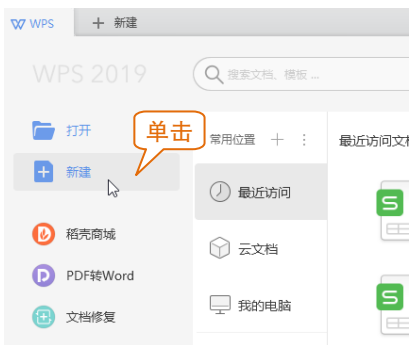 WPS + 新建
WPS 2019
搜索文档、模板 ...
打开
单击
新建
稻壳商城
PDF转Word
文档修复
常用位置 +
最近访问
云文档
我的电脑
最近访问文档
S
S